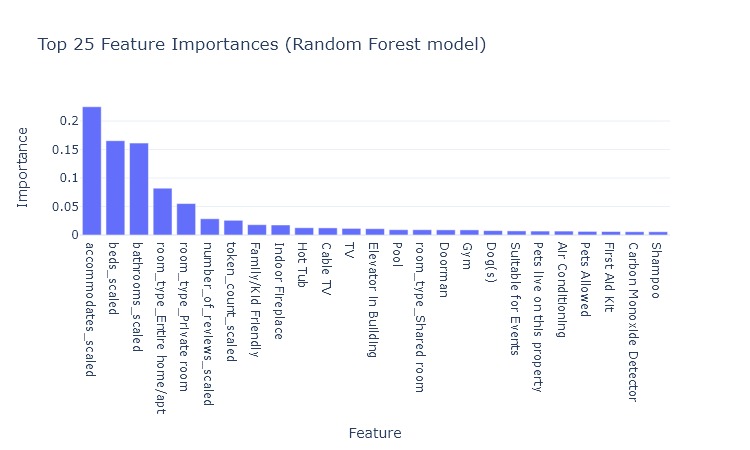 Top 25 Feature Importances (Random Forest model)
Importance
0.2
0.15
0.1
0.05
0
accommodates_scaled
beds_scaled
bathrooms_scaled
room_type_Entire home/apt
room_type_Private room
number_of_reviews_scaled
token_count_scaled
Family/Kid Friendly
Indoor Fireplace
Hot Tub
Cable TV
TV
Elevator in Building
Pool
room_type_Shared room
Doorman
Gym
Dog(s)
Suitable for Events
Pets live on this property
Air Conditioning
Pets Allowed
First Aid Kit
Carbon Monoxide Detector
Shampoo
Feature